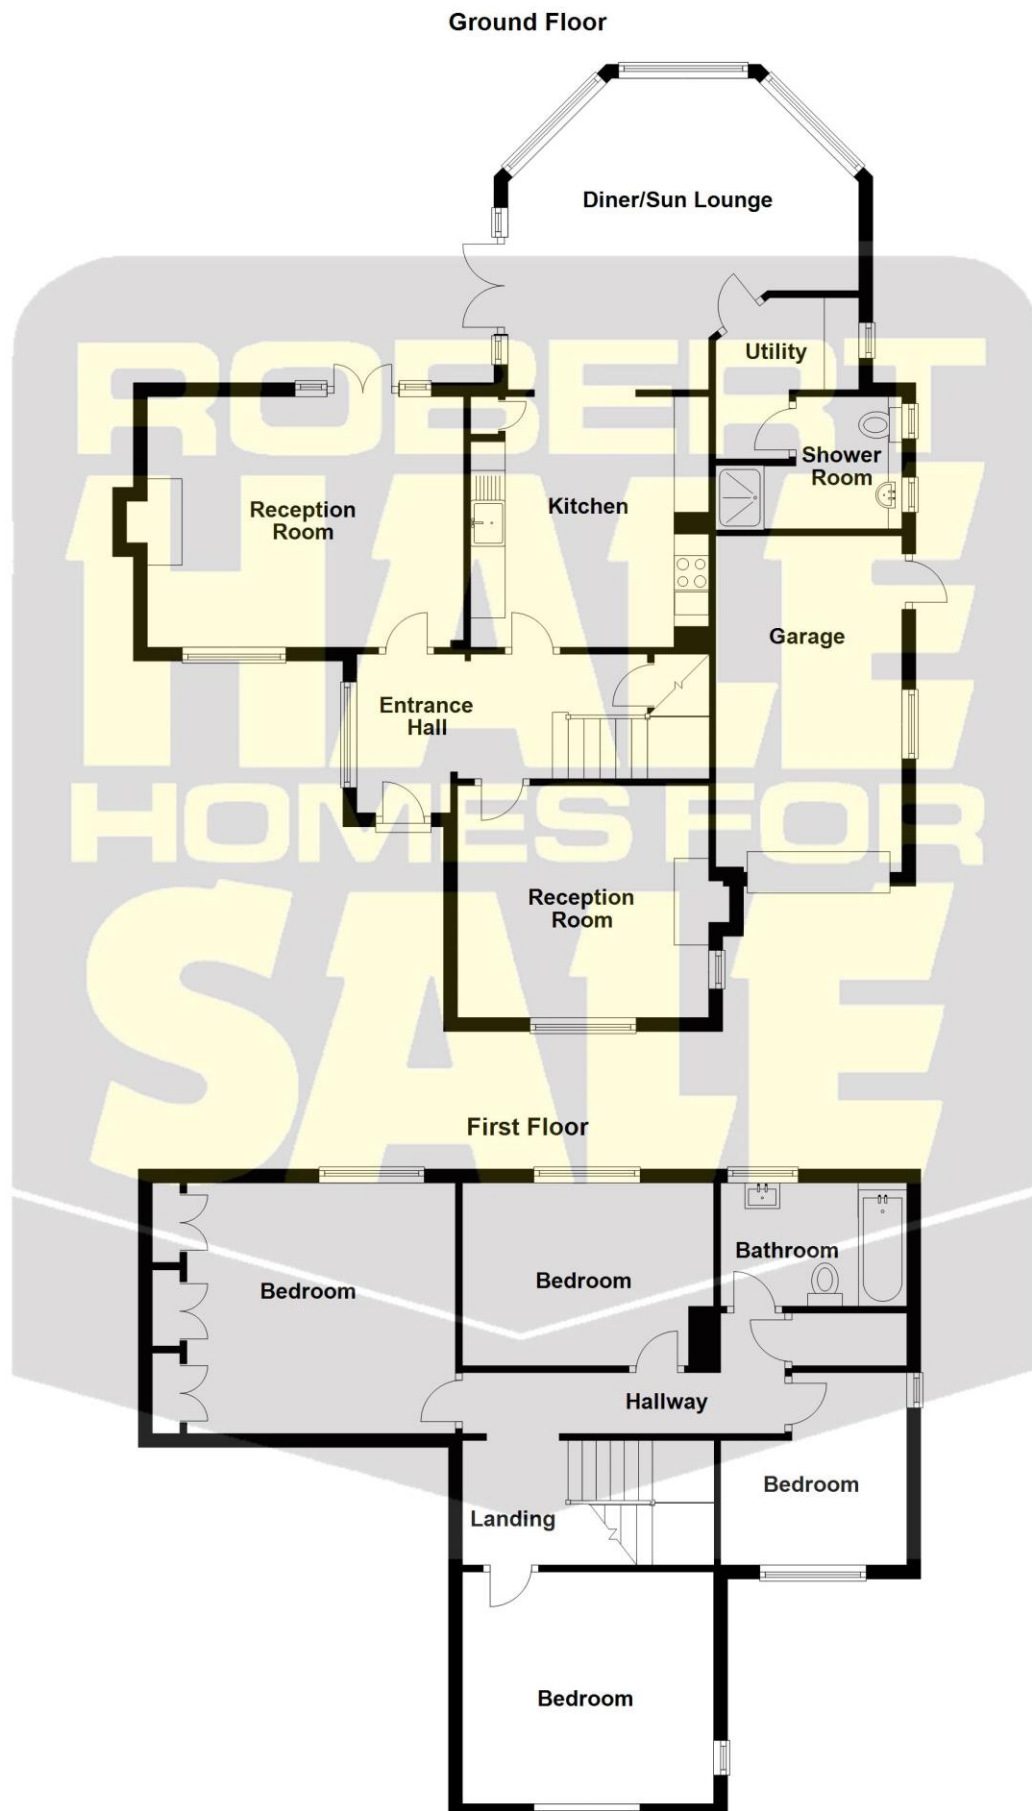 Ground Floor
Diner/Sun Lounge
Utility
Shower
Room
Reception
Room
Kitchen
Garage
Entrance
Hall
Reception
Room
ROBERT
HALE
HOMES FOR
SALE
First Floor
Bedroom
Bedroom
Bathroom
Hallway
Bedroom
Landing
Bedroom